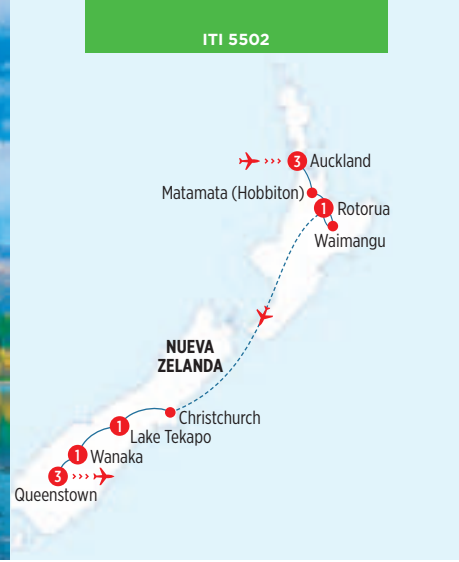 ITI 5502
3 Auckland
Matamata (Hobbiton)
1 Rotorua
Waimangu
NUEVA
ZELANDA
Christchurch
1
Lake Tekapo
1 Wanaka
3
Queenstown